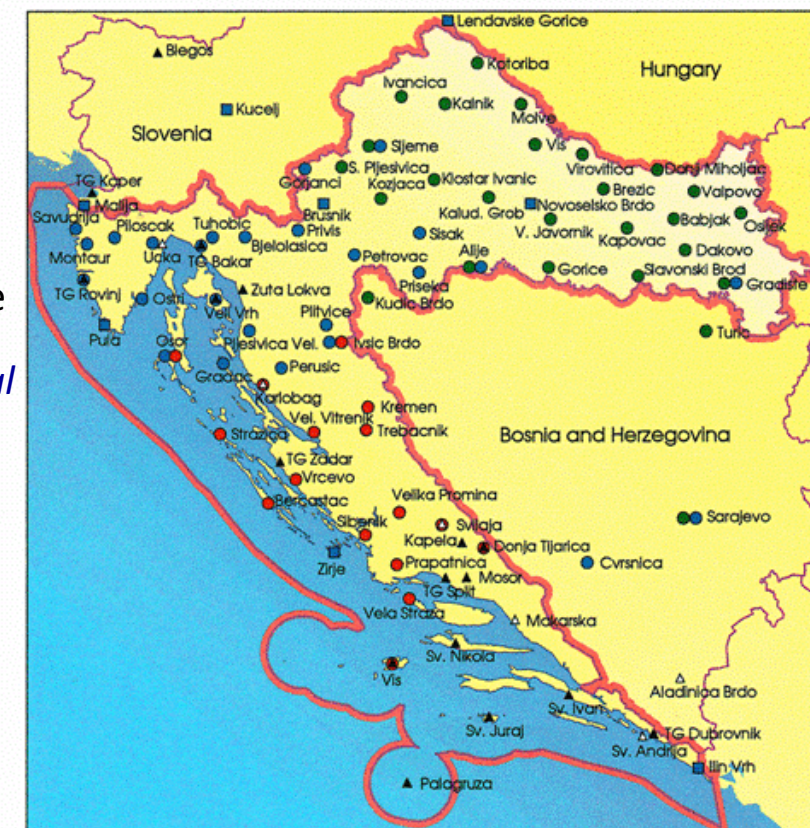 Lendavske Gorice
Blegos
Kotoriba
Hungary
Ivancica
Kucelj
Kalnik
Molve
Slovenia
Sljeme
Vis
Virovitica
S. Pljesivica
Donji Miholjac
Gorjanci
Klostar Ivanic
TG Koper
Kozjaca
Brezic
Valpovo
Malija
Brusnik
Kalud. Grob
Novoselsko Brdo
Savudrija
Piloscak
Tuhobic
Privis
Sisak
V. Javornik
Babjak
Osijek
Montaur
Ucka
TG Bakar
Bjelolasica
Kapovac
Petrovac
Alije
Dakovo
e
TG Rovinj
Ostri
Zuta Lokva
Priseka
Gorice
Slavonski Brod
Gradiste
Veli Vrh
Kudic Brdo
Plitvice
Pula
Osor
Pljesivica Vel.
Ivsic Brdo
Turic
al
Gradac
Perusic
Karlobag
Kremen
Vel. Vitrenik
Strazica
Trebacnik
Bosnia and Herzegovina
TG Zadar
Vrcevo
Bercastac
Velika Promina
Sibenik
Svilaja
Sarajevo
Kapela
Donja Tijarica
Zirje
Prapatnica
Cvrsnica
Mosor
TG Split
Vela Straza
Makarska
Sv. Nikola
Vis
Aladinica Brdo
Sv. Ivan
Sv. Juraj
TG Dubrovnik
Sv. Andrija
Ilin Vrh
Palagruza